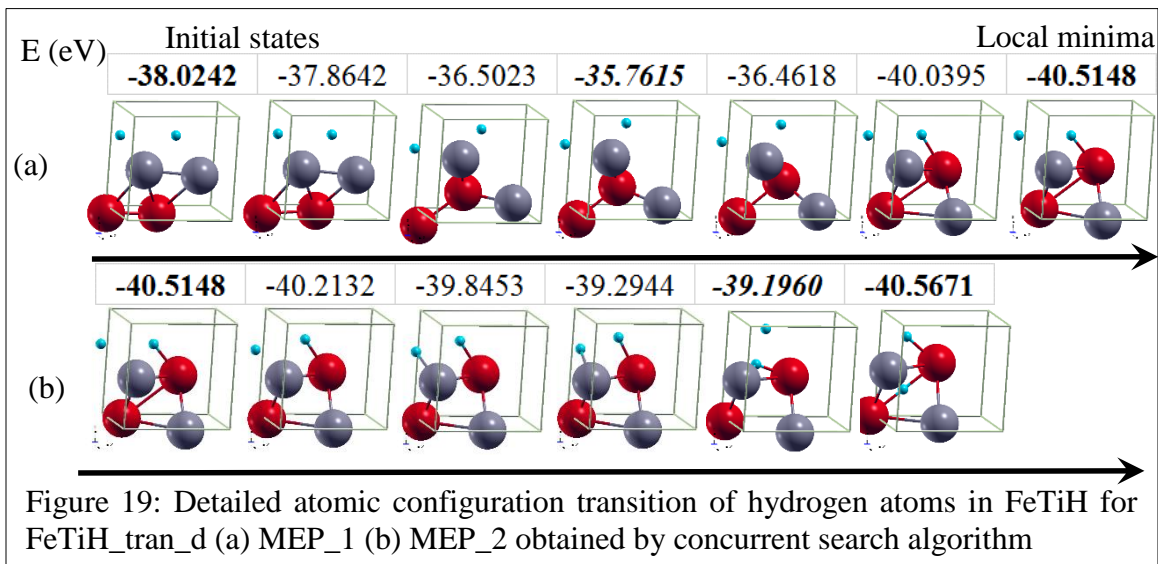 E (eV) Initial states Local minima
-38.0242 -37.8642 -36.5023 -35.7615 -36.4618 -40.0395 -40.5148
(a)
-40.5148 -40.2132 -39.8453 -39.2944 -39.1960 -40.5671
(b)
Figure 19: Detailed atomic configuration transition of hydrogen atoms in FeTiH for
FeTiH_tran_d (a) MEP_1 (b) MEP_2 obtained by concurrent search algorithm